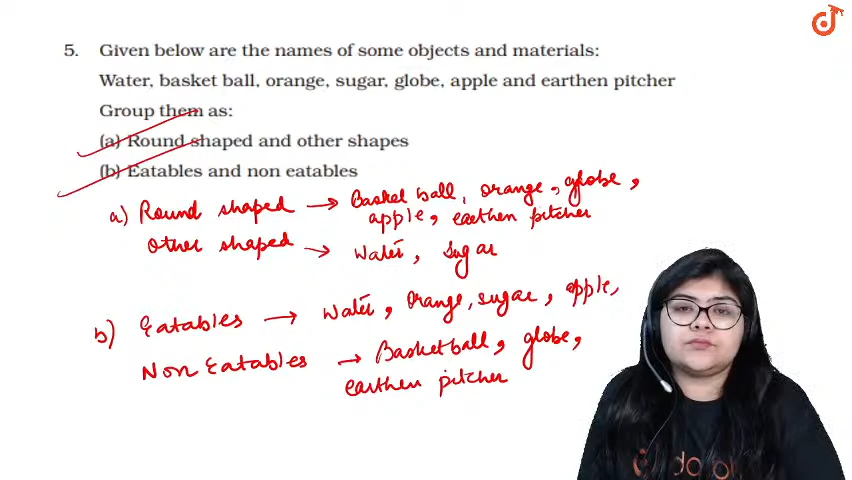 5. Given below are the names of some objects and materials:
Water, basket ball, orange, sugar, globe, apple and earthen pitcher
Group them as:
(a) Round shaped and other shapes
(b) Eatables and non eatables
a) Round shaped → Basket ball, orange, globe,
apple, earthen pitcher
Other shaped → Water, Sugar
b) Eatables → Water, Orange, sugar, apple,
Non Eatables → Basketball, globe,
earthen pitcher